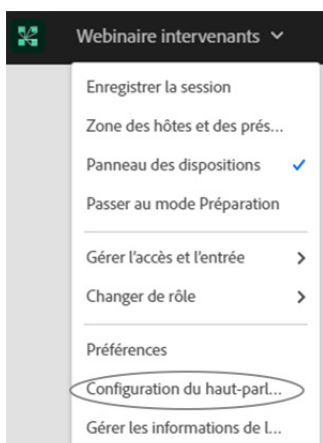 Webinaire intervenants
Enregistrer la session
Zone des hôtes et des prés...
Panneau des dispositions
Passer au mode Préparation
Gérer l'accès et l'entrée
Changer de rôle
Préférences
Configuration du haut-parl...
Gérer les informations de l...